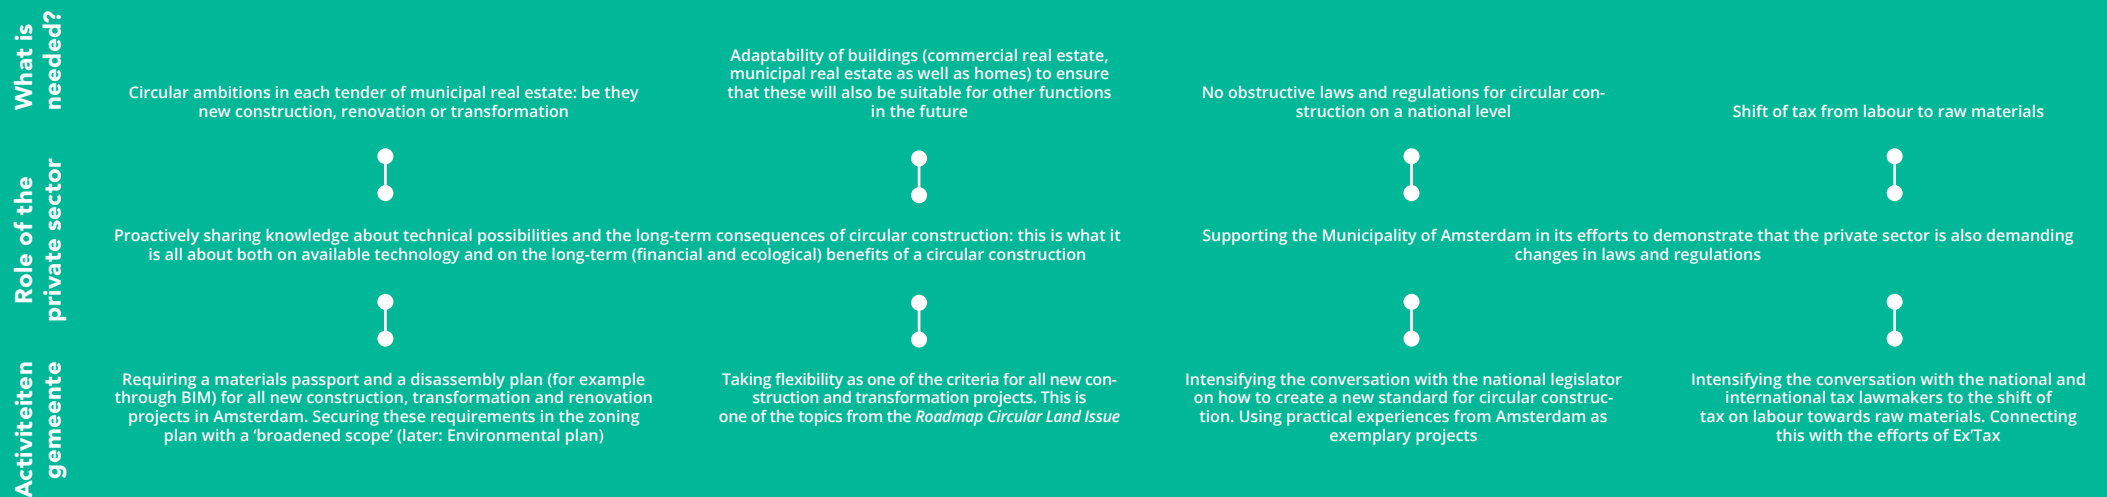 What is
needed?
Circular ambitions in each tender of municipal real estate: be they
new construction, renovation or transformation
Adaptability of buildings (commercial real estate,
municipal real estate as well as homes) to ensure
that these will also be suitable for other functions
in the future
No obstructive laws and regulations for circular con-
struction on a national level
Shift of tax from labour to raw materials
Role of the
private sector
Proactively sharing knowledge about technical possibilities and the long-term consequences of circular construction: this is what it
is all about both on available technology and on the long-term (financial and ecological) benefits of a circular construction
Supporting the Municipality of Amsterdam in its efforts to demonstrate that the private sector is also demanding
changes in laws and regulations
Activiteiten
gemeente
Requiring a materials passport and a disassembly plan (for example
through BIM) for all new construction, transformation and renovation
projects in Amsterdam. Securing these requirements in the zoning
plan with a ‘broadened scope’ (later: Environmental plan)
Taking flexibility as one of the criteria for all new con-
struction and transformation projects. This is
one of the topics from the Roadmap Circular Land Issue
Intensifying the conversation with the national legislator
on how to create a new standard for circular construc-
tion. Using practical experiences from Amsterdam as
exemplary projects
Intensifying the conversation with the national and
international tax lawmakers to the shift of
tax on labour towards raw materials. Connecting
this with the efforts of Ex’Tax